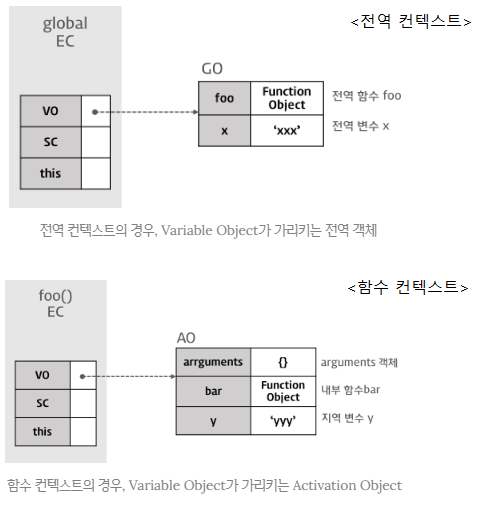 <전역 컨텍스트>
global
EC
GO
VO
SC
this
foo
Function
Object
전역 함수 foo
x
‘xxx’
전역 변수 x
전역 컨텍스트의 경우, Variable Object가 가리키는 전역 객체
<함수 컨텍스트>
foo()
EC
AO
VO
SC
this
arrguments
{}
arguments 객체
bar
Function
Object
내부 함수bar
y
‘yyy’
지역 변수 y
함수 컨텍스트의 경우, Variable Object가 가리키는 Activation Object